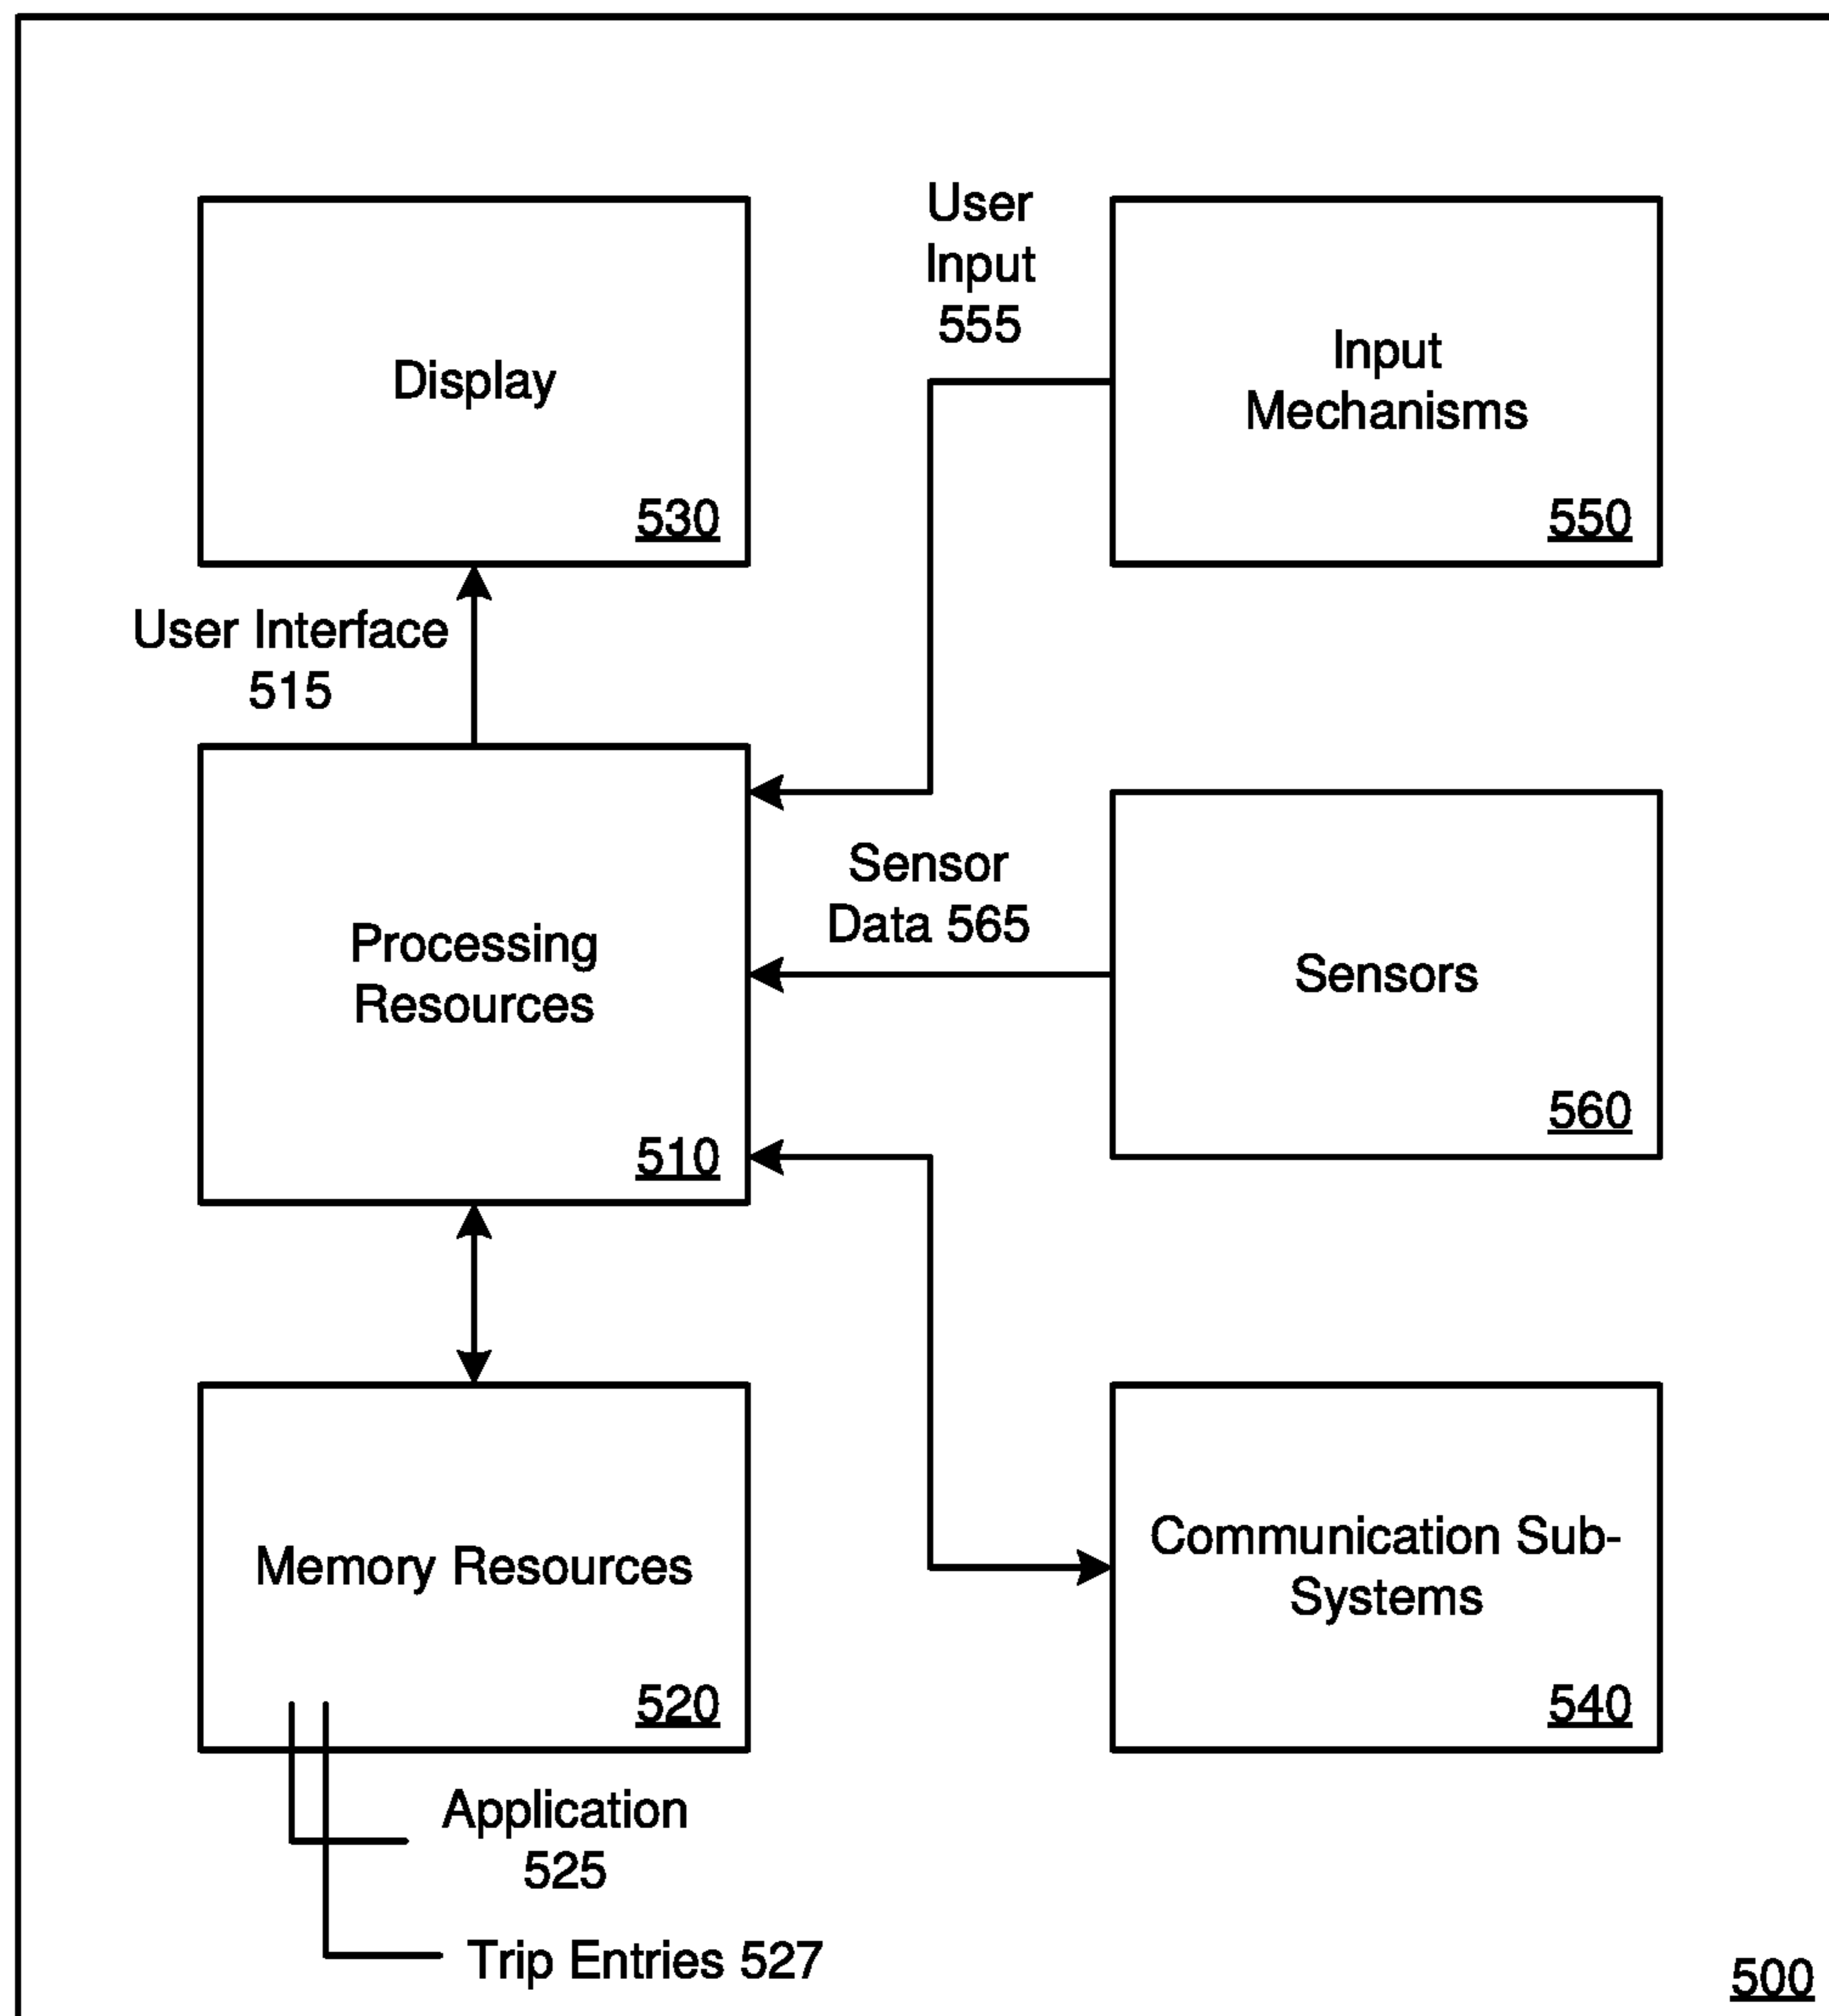 Display
530
User
Input
555
Input
Mechanisms
550
User Interface
515
Processing
Resources
510
Sensor
Data 565
Sensors
560
Memory Resources
520
Communication Sub-
Systems
540
Application
525
Trip Entries 527
500